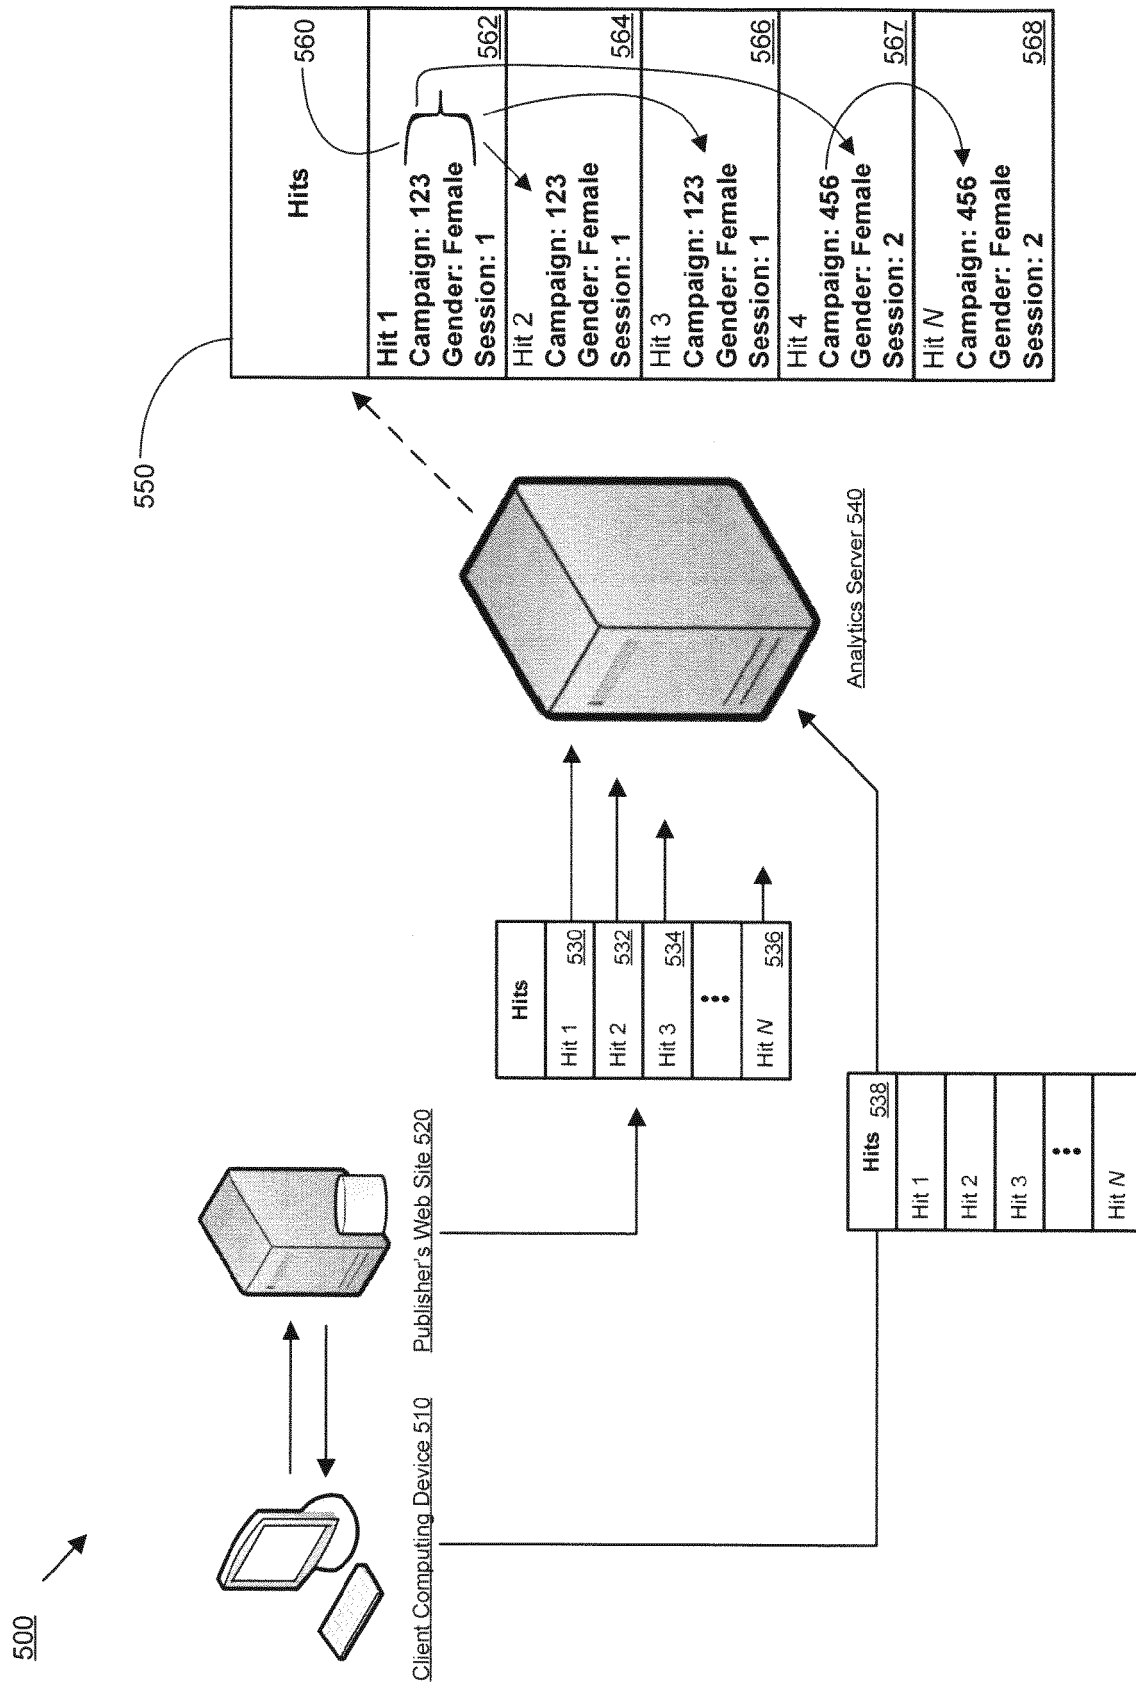 500
Client Computing Device 510
Publisher's Web Site 520
Hits
Hit 1 530
Hit 2 532
Hit 3 534
Hit N 536
Hits 538
Hit 1
Hit 2
Hit 3
Hit N
Analytics Server 540
550
Hits
560
Hit 1
Campaign: 123
Gender: Female
Session: 1
562
Hit 2
Campaign: 123
Gender: Female
Session: 1
564
Hit 3
Campaign: 123
Gender: Female
Session: 1
566
Hit 4
Campaign: 456
Gender: Female
Session: 2
567
Hit N
Campaign: 456
Gender: Female
Session: 2
568